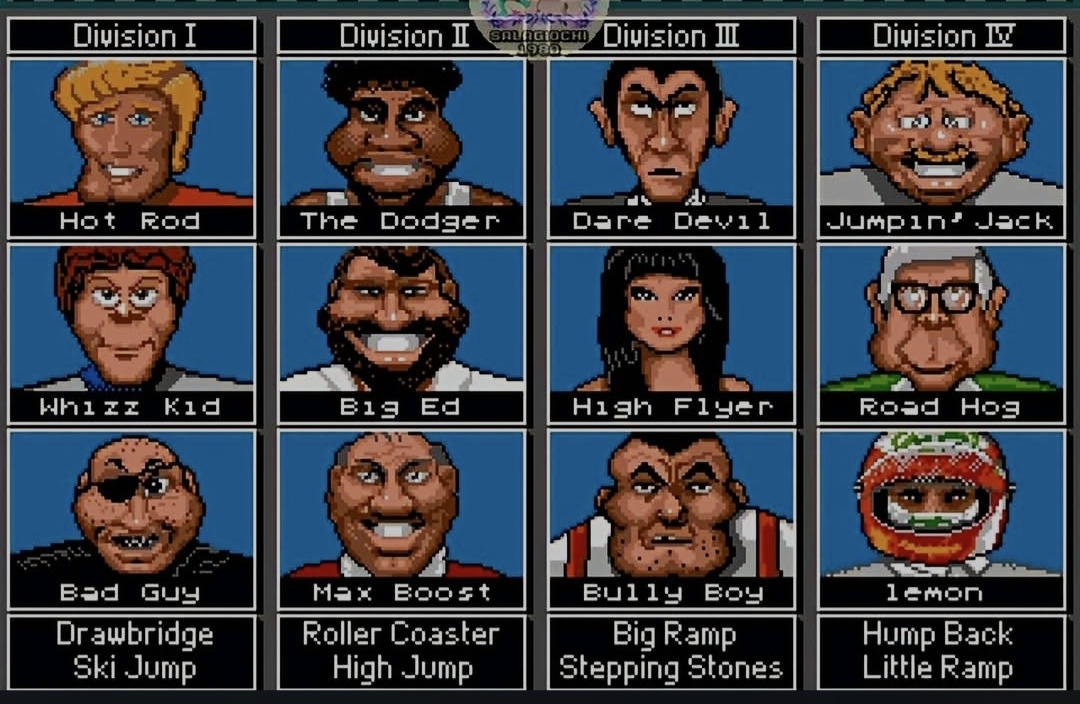 SALAGIOCHI
1980
Division I
Division II
Division III
Division IV
Hot Rod
The Dodger
Dare Devil
Jumpin' Jack
Whizz Kid
Big Ed
High Flyer
Road Hog
Bad Guy
Max Boost
Bully Boy
lemon
Drawbridge
Ski Jump
Roller Coaster
High Jump
Big Ramp
Stepping Stones
Hump Back
Little Ramp